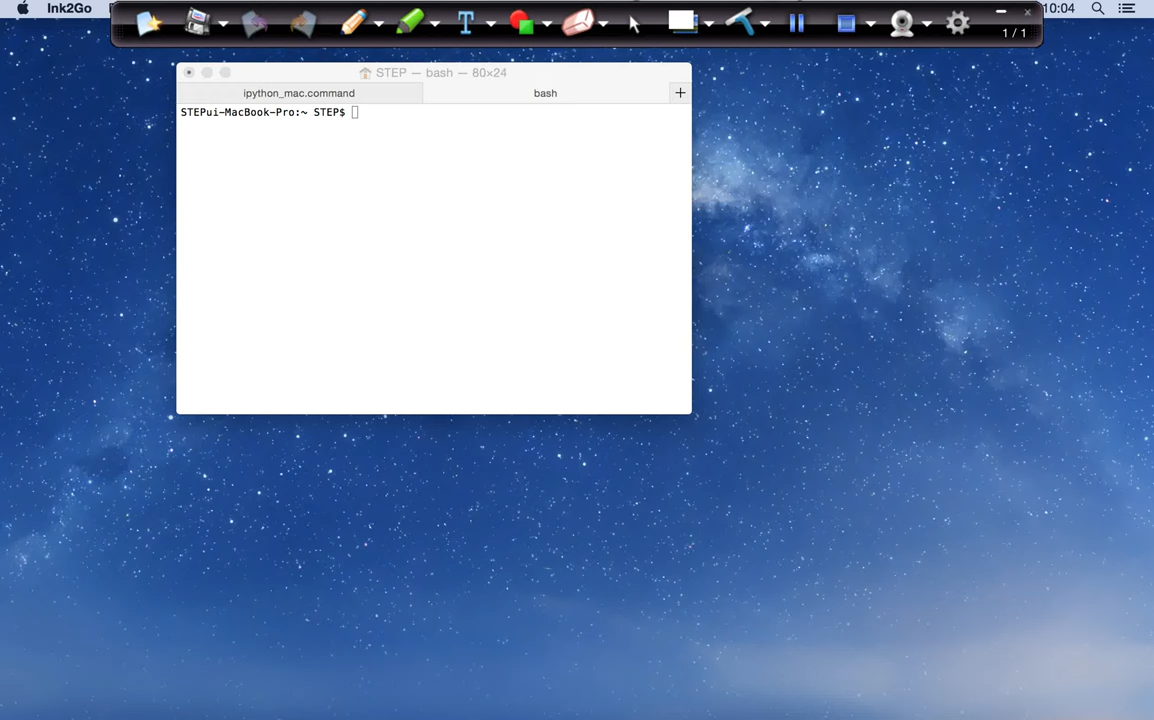 Ink2Go
10:04
1 / 1
STEP — bash — 80×24
ipython_mac.command
bash
STEPui-MacBook-Pro:~ STEP$